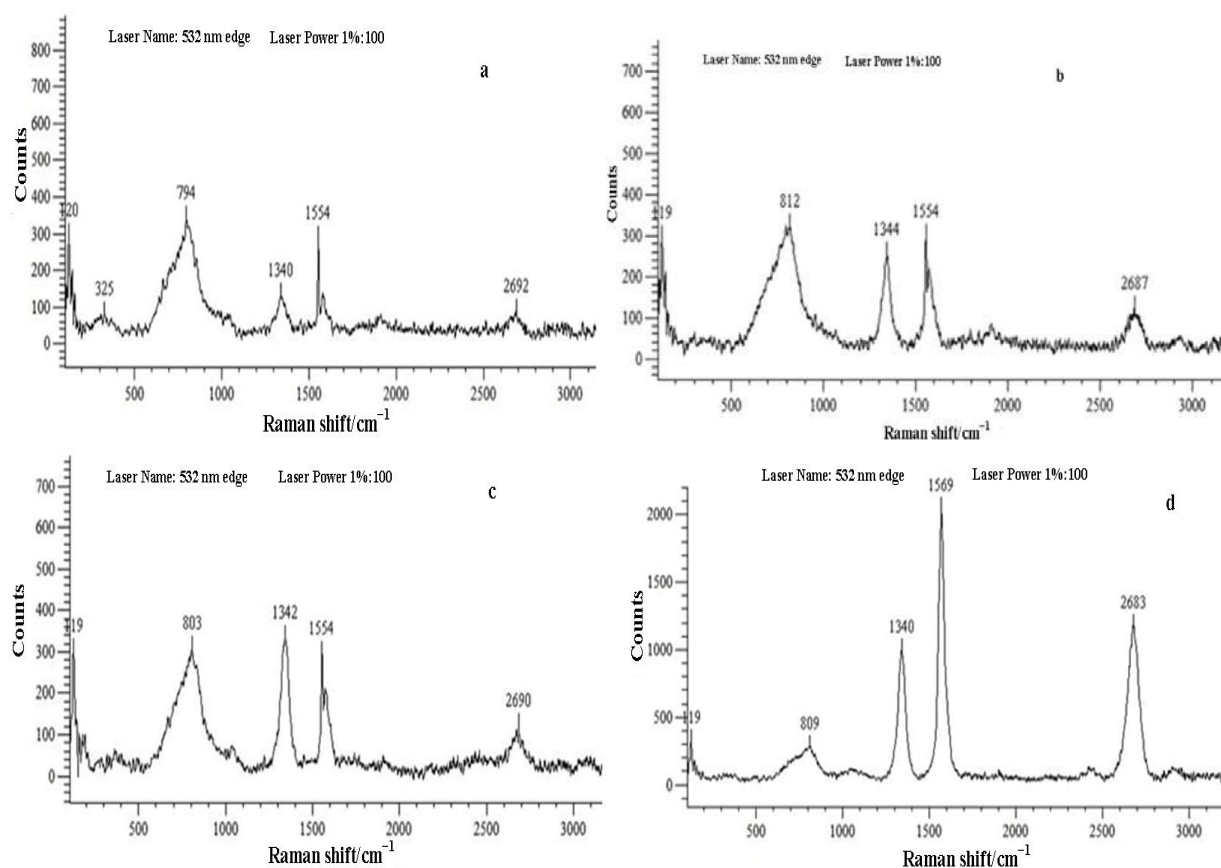 Laser Name: 532 nm edge Laser Power 1%:100
a
800
700
600
500
400
300
200
100
0
Counts
120
325
794
1340
1554
2692
500 1000 1500 2000 2500 3000
Raman shift/cm⁻¹
Laser Name: 532 nm edge Laser Power 1%:100
b
700
600
500
400
300
200
100
0
Counts
119
812
1344
1554
2687
500 1000 1500 2000 2500 3000
Raman shift/cm⁻¹
Laser Name: 532 nm edge Laser Power 1%:100
c
700
600
500
400
300
200
100
0
Counts
119
803
1342
1554
2690
500 1000 1500 2000 2500 3000
Raman shift/cm⁻¹
Laser Name: 532 nm edge Laser Power 1%:100
d
2000
1500
1000
500
0
Counts
119
809
1340
1569
2683
500 1000 1500 2000 2500 3000
Raman shift/cm⁻¹